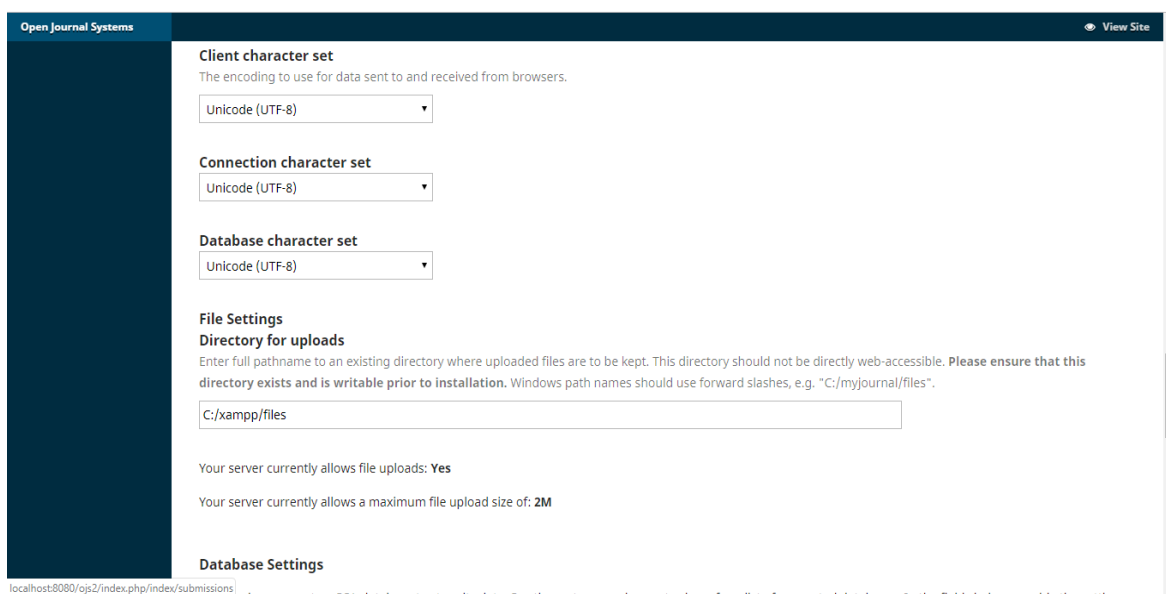 Open Journal Systems
View Site
Client character set
The encoding to use for data sent to and received from browsers.
Unicode (UTF-8)
Connection character set
Unicode (UTF-8)
Database character set
Unicode (UTF-8)
File Settings
Directory for uploads
Enter full pathname to an existing directory where uploaded files are to be kept. This directory should not be directly web-accessible. Please ensure that this
directory exists and is writable prior to installation. Windows path names should use forward slashes, e.g. "C:/myjournal/files".
C:/xampp/files
Your server currently allows file uploads: Yes
Your server currently allows a maximum file upload size of: 2M
Database Settings
localhost:8080/ojs2/index.php/index/submissions